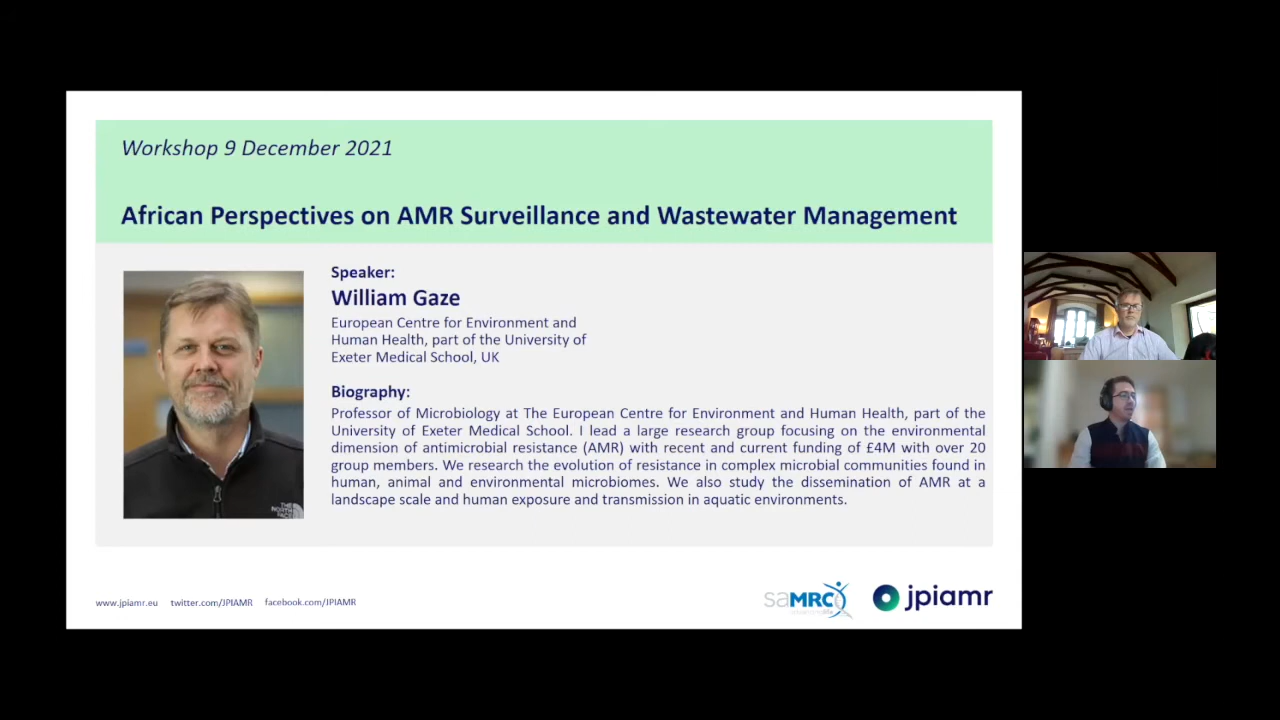 Workshop 9 December 2021
African Perspectives on AMR Surveillance and Wastewater Management
Speaker:
William Gaze
European Centre for Environment and
Human Health, part of the University of
Exeter Medical School, UK
Biography:
Professor of Microbiology at The European Centre for Environment and Human Health, part of the
University of Exeter Medical School. I lead a large research group focusing on the environmental
dimension of antimicrobial resistance (AMR) with recent and current funding of £4M with over 20
group members. We research the evolution of resistance in complex microbial communities found in
human, animal and environmental microbiomes. We also study the dissemination of AMR at a
landscape scale and human exposure and transmission in aquatic environments.
THE
NORTH
FACE
www.jpiamr.eu twitter.com/JPIAMR facebook.com/JPIAMR
saMRC
jpiamr